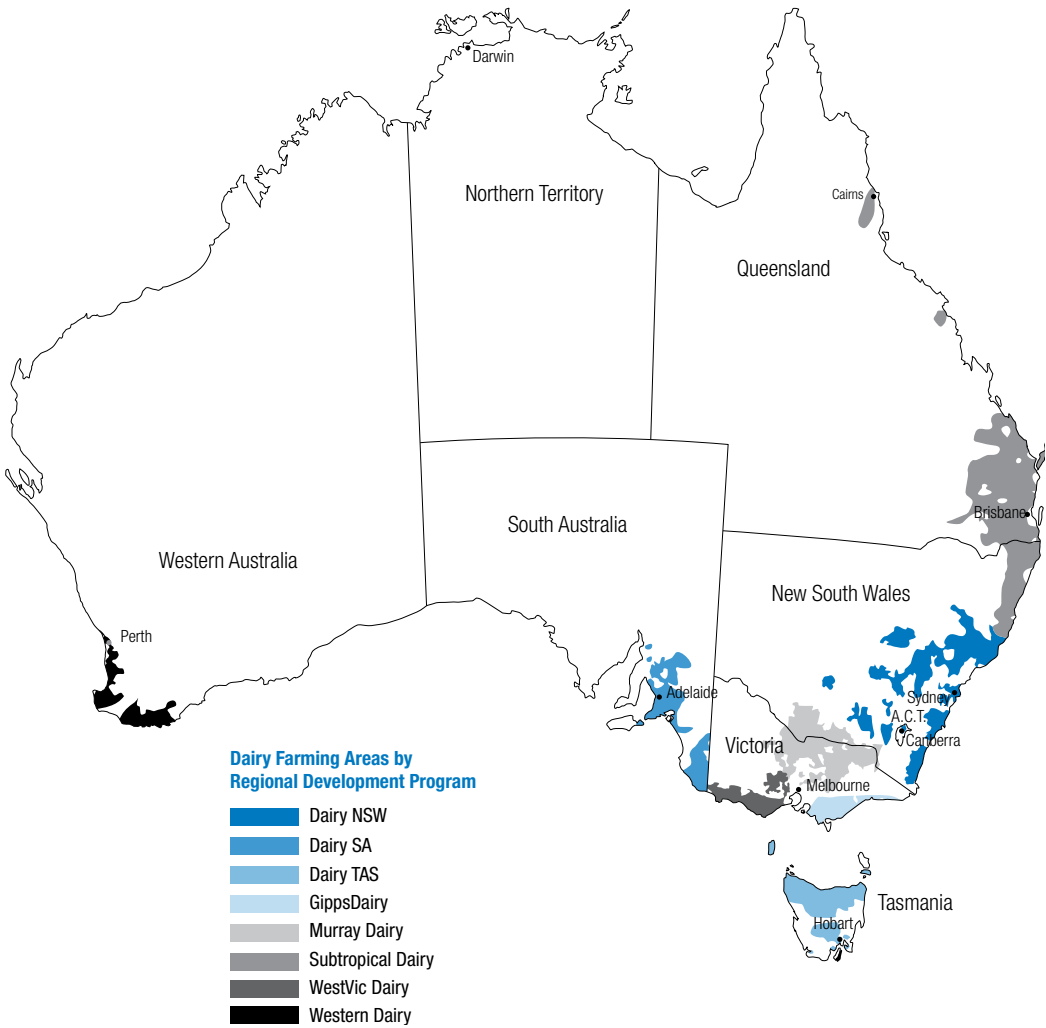 Darwin
Northern Territory
Cairns
Queensland
Brisbane
South Australia
Western Australia
New South Wales
Perth
Adelaide
Sydney
A.C.T.
Canberra
Victoria
Melbourne
Dairy Farming Areas by
Regional Development Program
Dairy NSW
Dairy SA
Dairy TAS
GippsDairy
Murray Dairy
Subtropical Dairy
WestVic Dairy
Western Dairy
Tasmania
Hobart